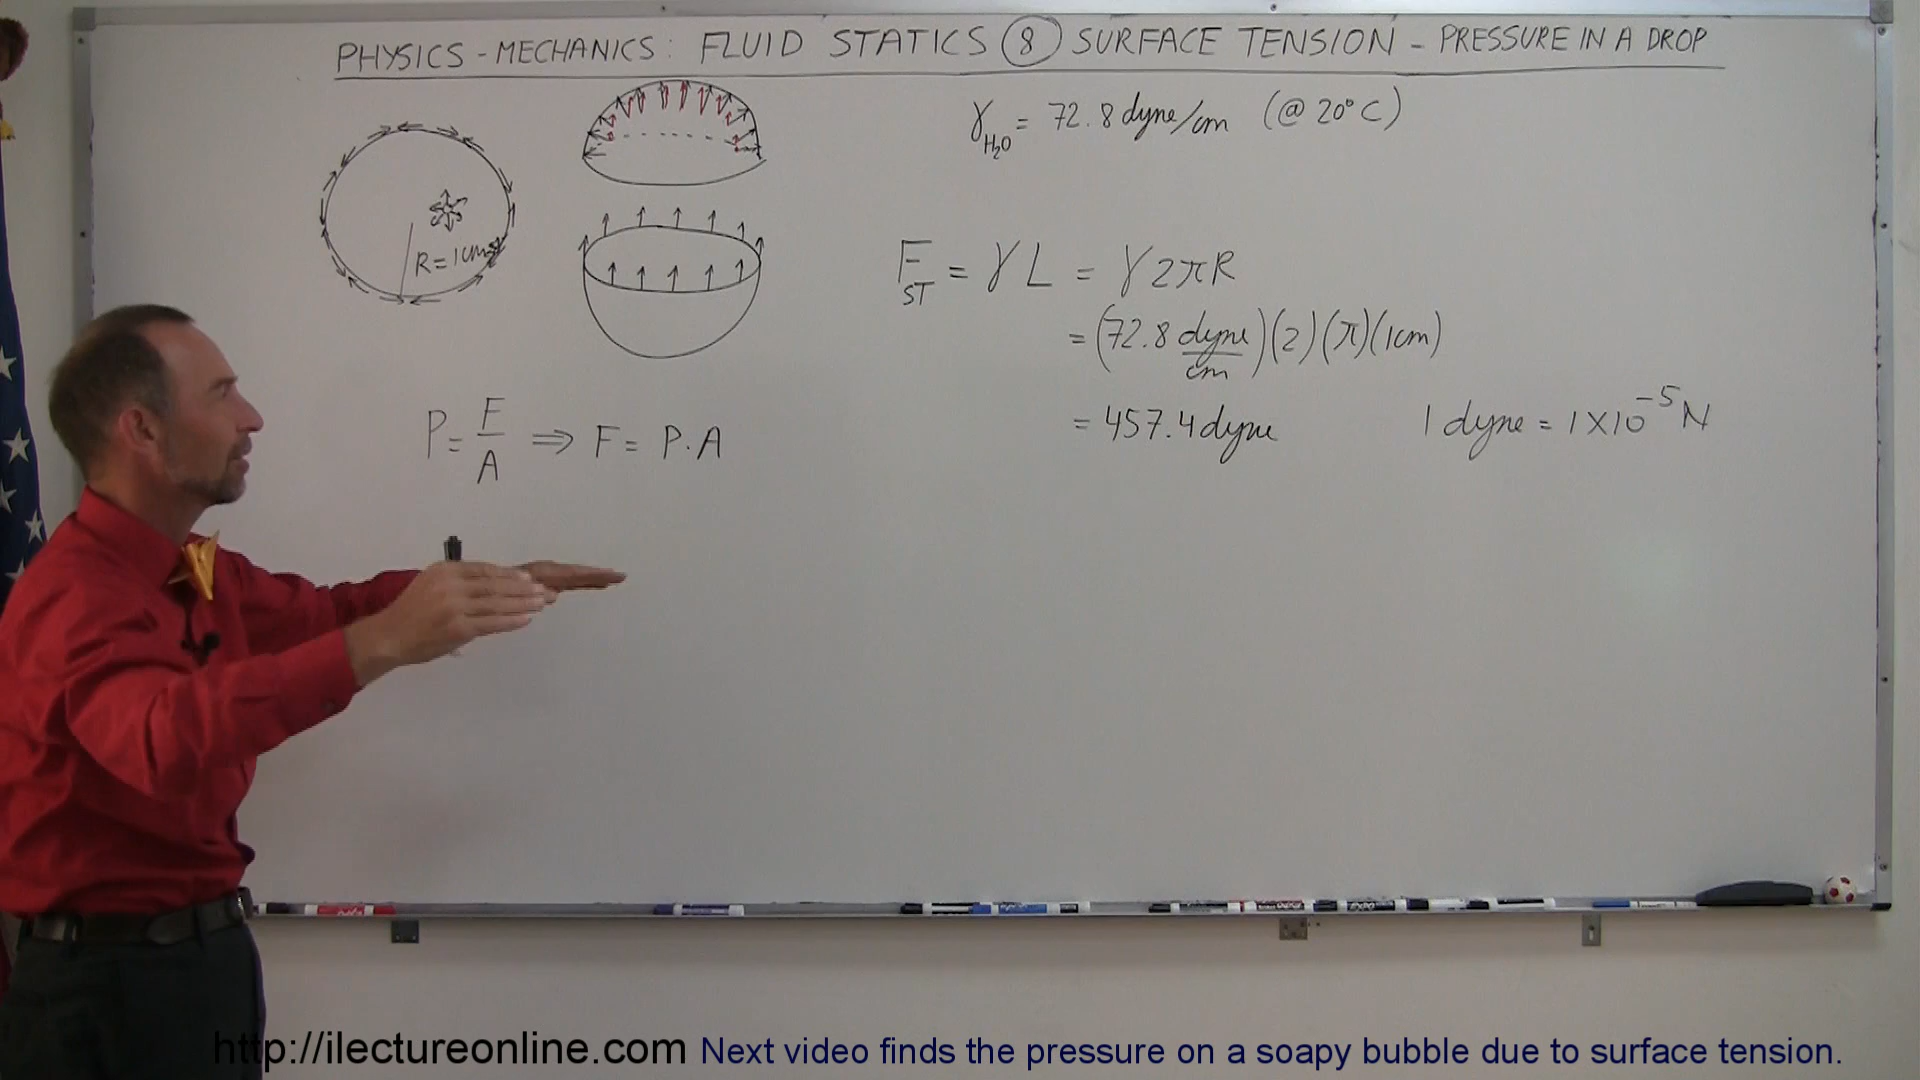 PHYSICS - MECHANICS: FLUID STATICS 8 SURFACE TENSION - PRESSURE IN A DROP
γH₂O = 72.8 dyne/cm (@ 20° C)
R = 1cm
F_ST = γ L = γ 2πR
= (72.8 dyne/cm)(2)(π)(1cm)
= 457.4 dyne
1 dyne = 1×10⁻⁵ N
P = F/A ⇒ F = P·A
http://ilectureonline.com Next video finds the pressure on a soapy bubble due to surface tension.